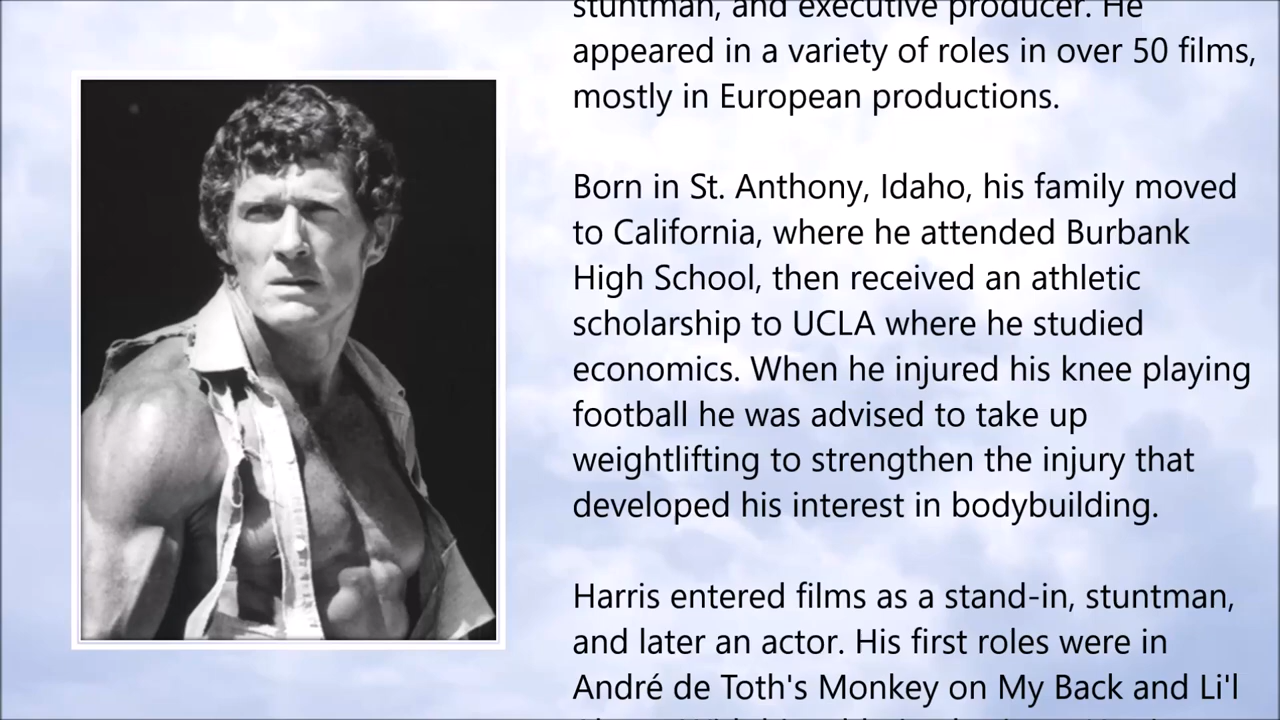 stuntman, and executive producer. He
appeared in a variety of roles in over 50 films,
mostly in European productions.
Born in St. Anthony, Idaho, his family moved
to California, where he attended Burbank
High School, then received an athletic
scholarship to UCLA where he studied
economics. When he injured his knee playing
football he was advised to take up
weightlifting to strengthen the injury that
developed his interest in bodybuilding.
Harris entered films as a stand-in, stuntman,
and later an actor. His first roles were in
André de Toth's Monkey on My Back and Li'l